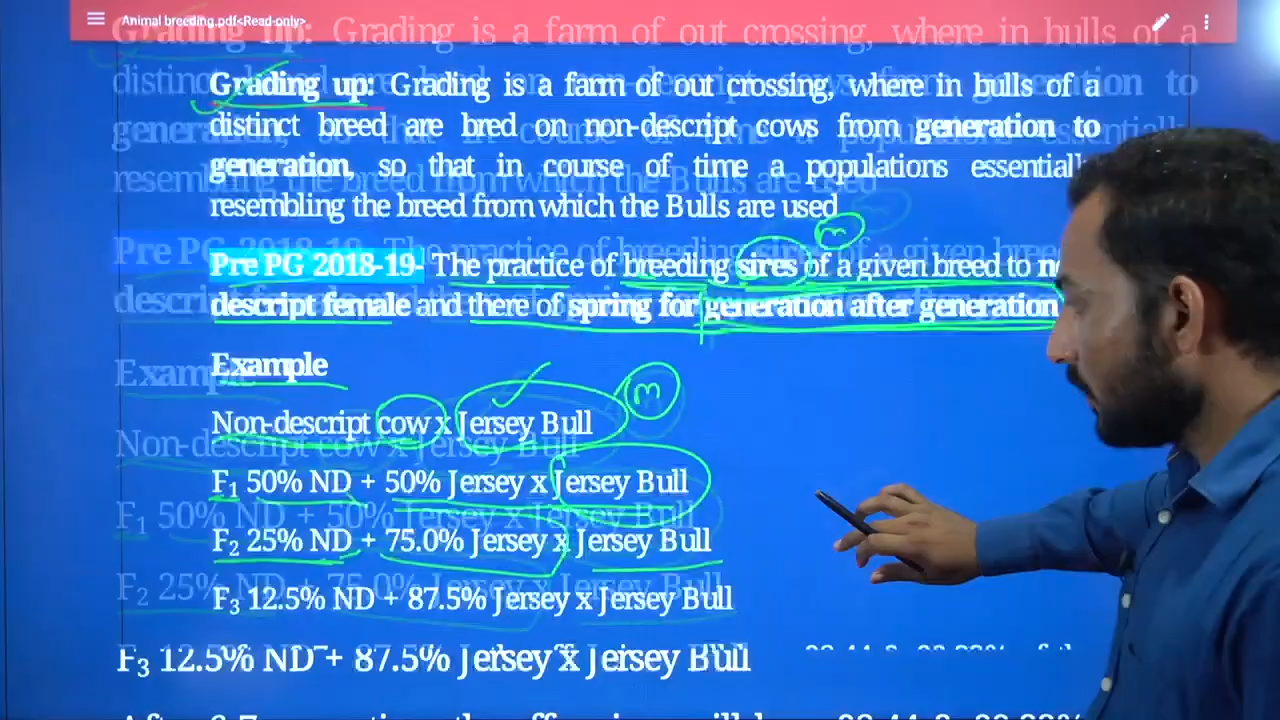 Animal breeding.pdf<Read-only>
Grading up: Grading is a farm of out crossing, where in bulls of a
distinct breed are bred on non-descript cows from generation to
generation, so that in course of time a populations essentially
resembling the breed from which the Bulls are used
m
Pre PG 2018-19- The practice of breeding sires of a given breed to
descript female and there of spring for generation after generation
Example
m
Non-descript cow x Jersey Bull
F₁ 50% ND + 50% Jersey x Jersey Bull
F₂ 25% ND + 75.0% Jersey x Jersey Bull
F₃ 12.5% ND + 87.5% Jersey x Jersey Bull
F₃ 12.5% ND + 87.5% Jersey x Jersey Bull